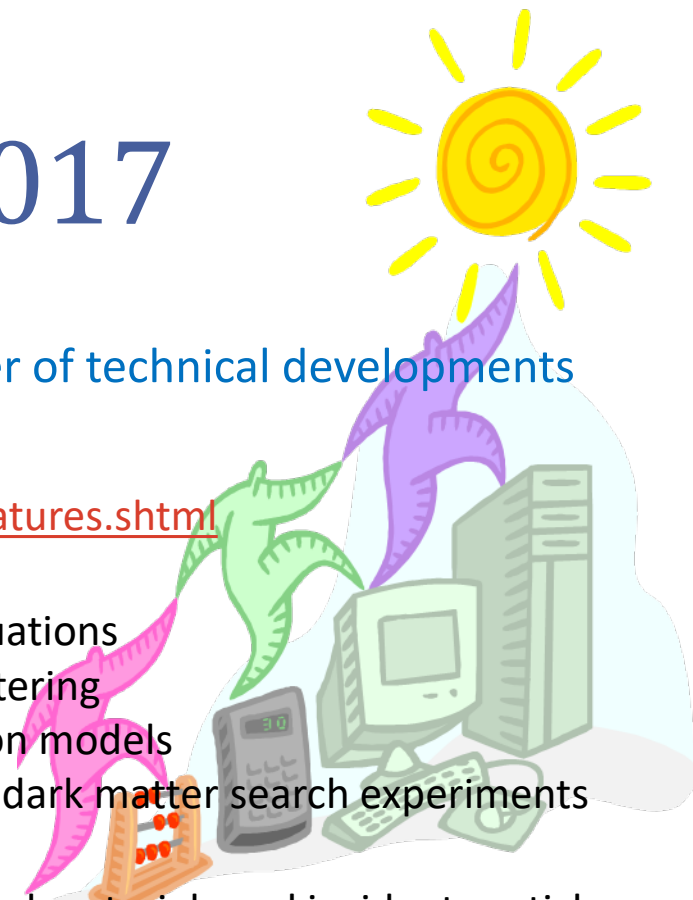 017
er of technical developments
atures.shtml
uations
tering
on models
dark matter search experiments
30